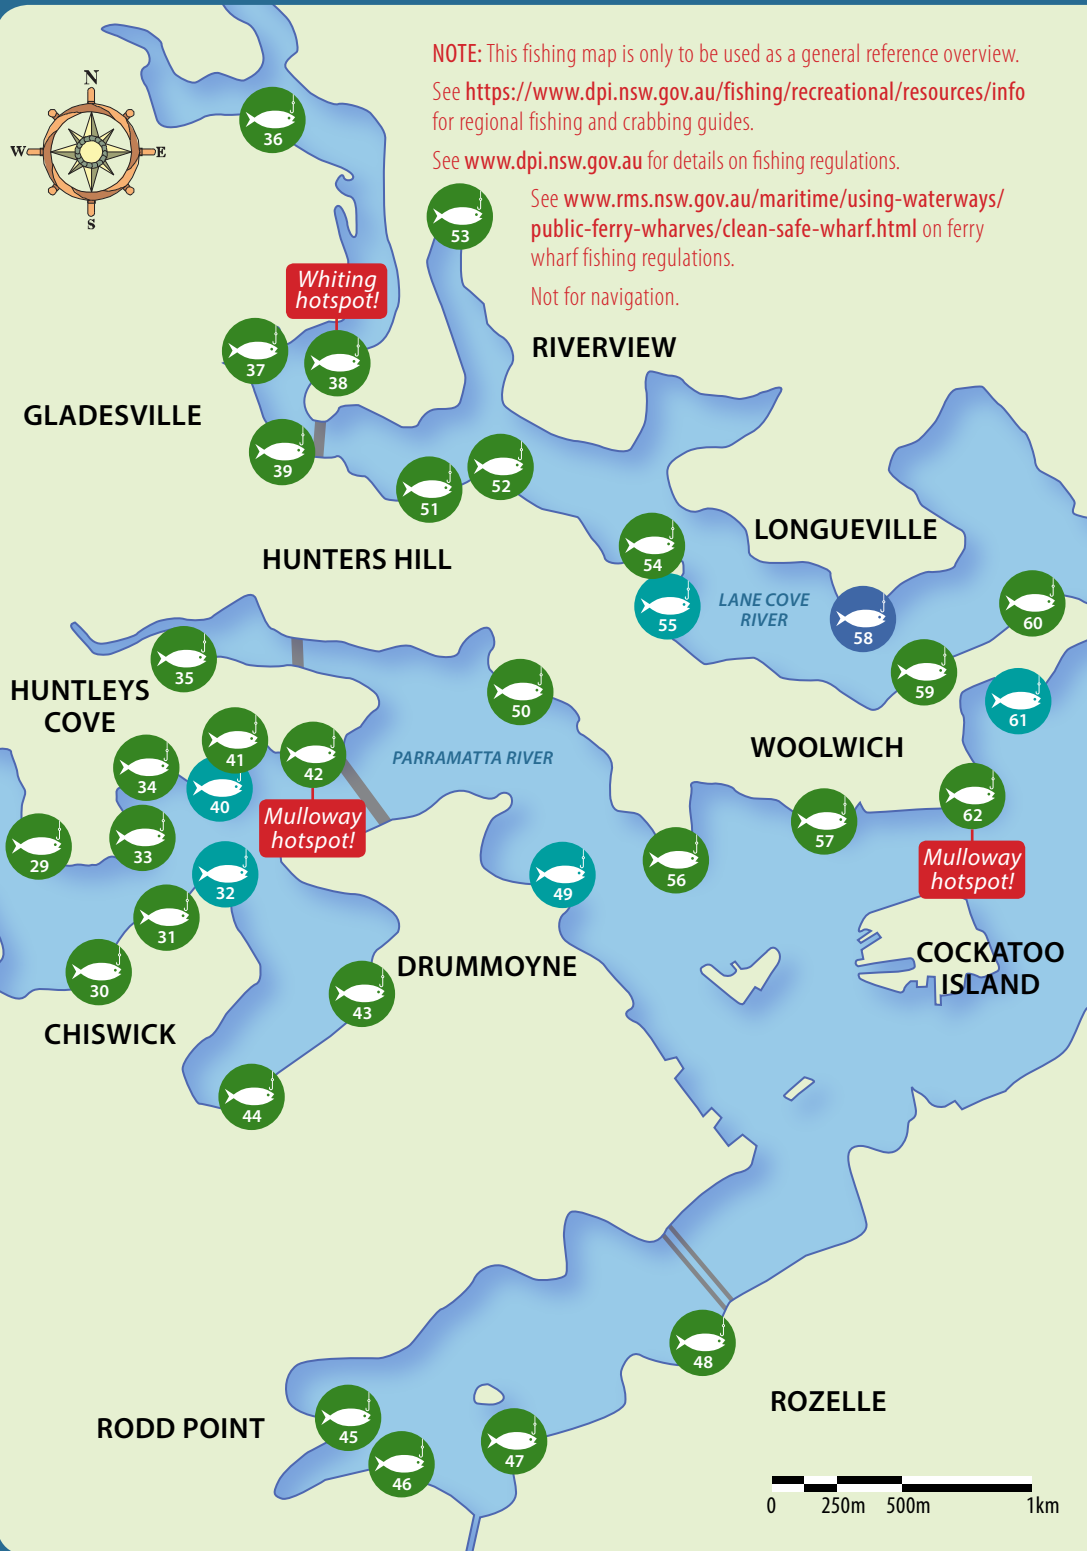 NOTE: This fishing map is only to be used as a general reference overview.
See https://www.dpi.nsw.gov.au/fishing/recreational/resources/info
for regional fishing and crabbing guides.
See www.dpi.nsw.gov.au for details on fishing regulations.
See www.rms.nsw.gov.au/maritime/using-waterways/
public-ferry-wharves/clean-safe-wharf.html on ferry
wharf fishing regulations.
Not for navigation.
N
W
E
S
36
53
Whiting
hotspot!
RIVERVIEW
37
38
GLADESVILLE
39
52
51
LONGUEVILLE
54
HUNTERS HILL
LANE COVE
RIVER
55
58
60
35
59
HUNTLEYS
COVE
50
61
41
WOOLWICH
PARRAMATTA RIVER
42
34
40
62
Mulloway
hotspot!
57
33
29
Mulloway
hotspot!
56
32
49
31
COCKATOO
ISLAND
DRUMMOYNE
30
43
CHISWICK
44
48
ROZELLE
RODD POINT
45
47
46
0
250m
500m
1km